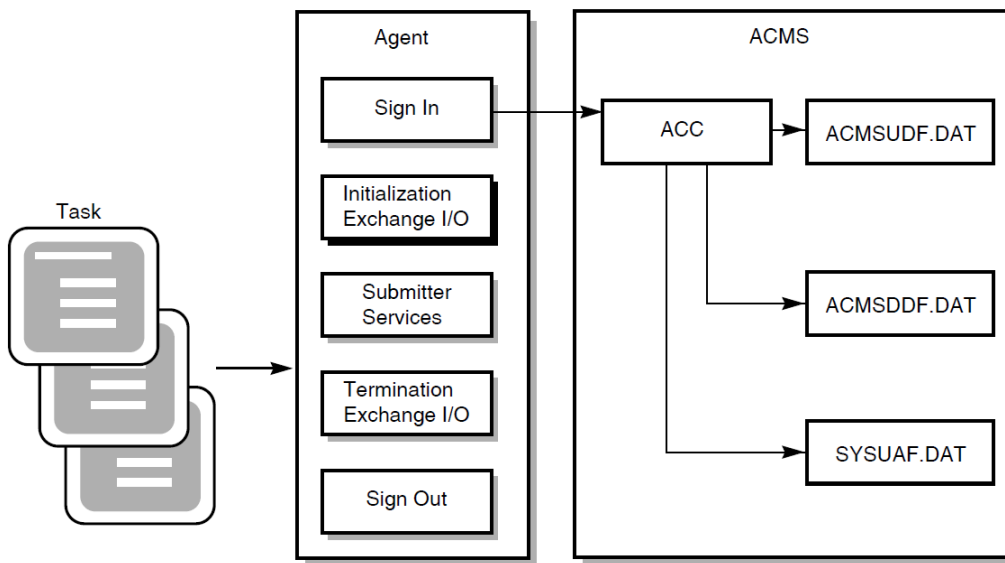 Task
Agent
Sign In
Initialization
Exchange I/O
Submitter
Services
Termination
Exchange I/O
Sign Out
ACMS
ACC
ACMSUDF.DAT
ACMSDDF.DAT
SYSUAF.DAT